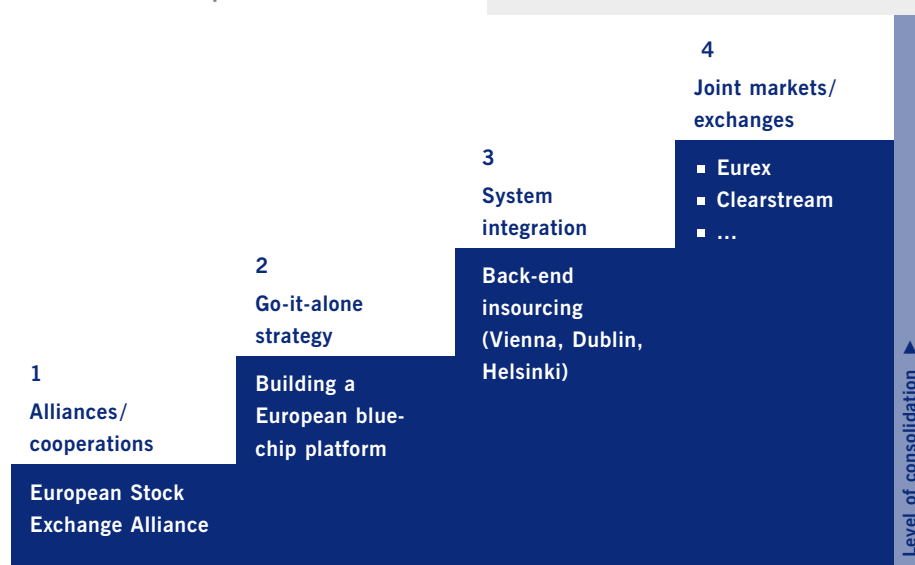 4
Joint markets/
exchanges
■ Eurex
■ Clearstream
■ ...
3
System
integration
Back-end
insourcing
(Vienna, Dublin,
Helsinki)
2
Go-it-alone
strategy
Building a
European blue-
chip platform
1
Alliances/
cooperations
European Stock
Exchange Alliance
Level of consolidation ▶